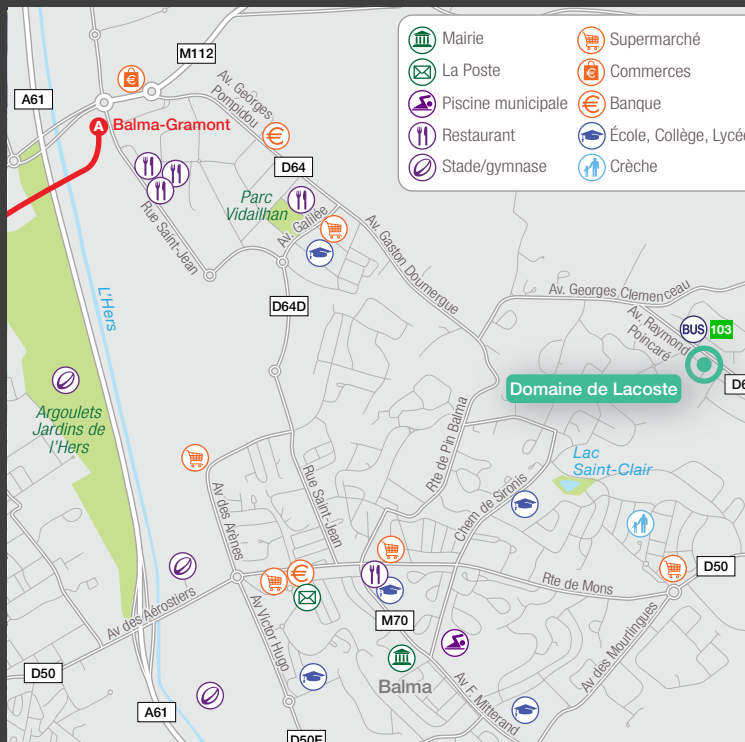 Mairie
La Poste
Piscine municipale
Restaurant
Stade/gymnase
Supermarché
Commerces
Banque
École, Collège, Lycée
Crèche
M112
A61
A Balma-Gramont
Av. Georges
Pompidou
D64
Parc
Vidailhan
Rue Saint-Jean
Av. Galilée
Av. Gaston Doumergue
Av. Georges Clemenceau
Av. Raymond
Poincaré
BUS 103
L'Hers
D64D
Domaine de Lacoste
D6
Argoulets
Jardins de
l'Hers
Rte de Pin Balma
Lac
Saint-Clair
Rue Saint-Jean
Chem de Sironis
Av des Arènes
D50
Rte de Mons
Av des Aérostiers
Av Victor Hugo
M70
Av des Mourlingues
D50
Balma
Av F. Mitterand
A61
D50E